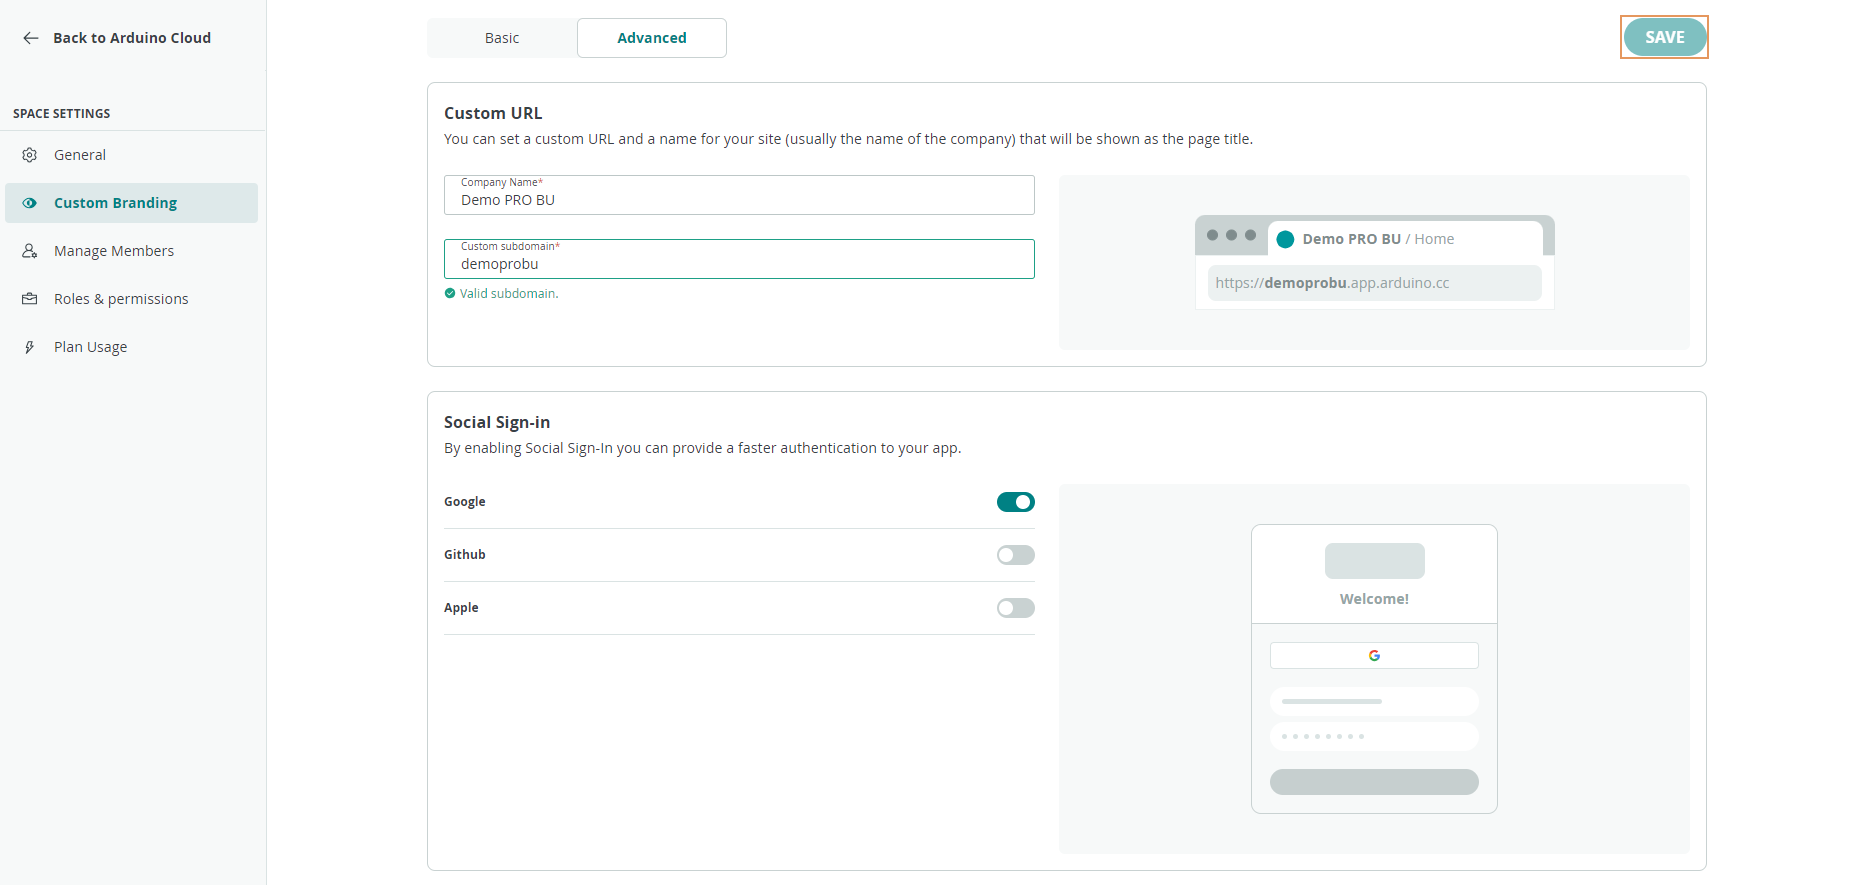 Back to Arduino Cloud
SPACE SETTINGS
General
Custom Branding
Manage Members
Roles & permissions
Plan Usage
Basic
Advanced
SAVE
Custom URL
You can set a custom URL and a name for your site (usually the name of the company) that will be shown as the page title.
Company Name*
Demo PRO BU
Custom subdomain*
demoprobu
Valid subdomain.
Demo PRO BU / Home
https://demoprobu.app.arduino.cc
Social Sign-in
By enabling Social Sign-In you can provide a faster authentication to your app.
Google
Github
Apple
Welcome!